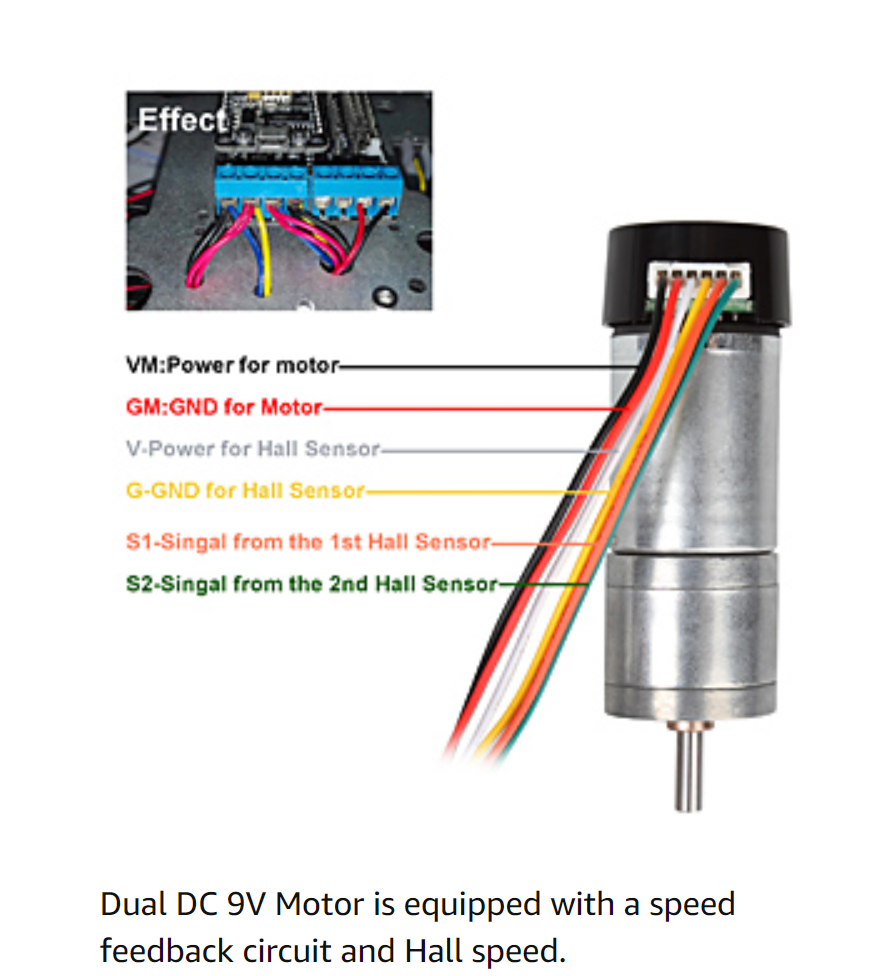 Effect
VM:Power for motor
GM:GND for Motor
V-Power for Hall Sensor
G-GND for Hall Sensor
S1-Singal from the 1st Hall Sensor
S2-Singal from the 2nd Hall Sensor
Dual DC 9V Motor is equipped with a speed
feedback circuit and Hall speed.